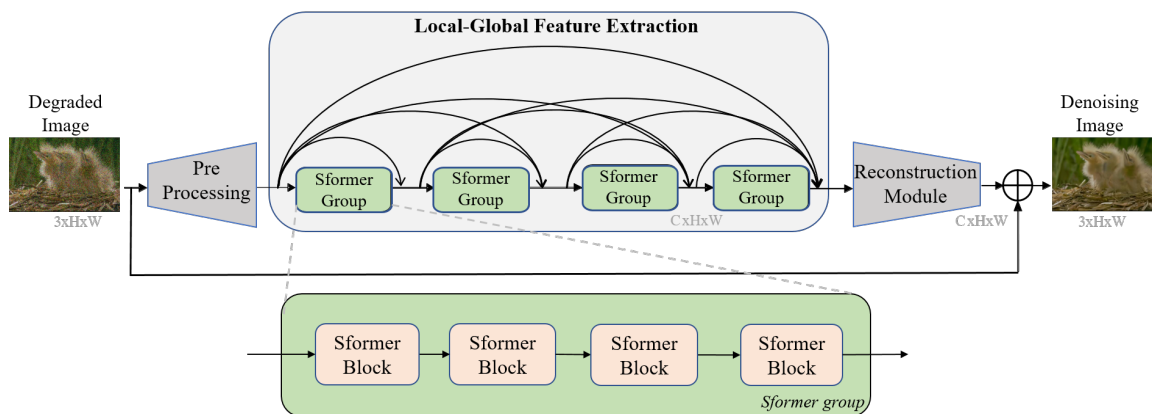 Local-Global Feature Extraction
Degraded
Image
3xHxW
Pre
Processing
Sformer
Group
Sformer
Group
Sformer
Group
Sformer
Group
CxHxW
Reconstruction
Module
CxHxW
Denoising
Image
3xHxW
Sformer
Block
Sformer
Block
Sformer
Block
Sformer
Block
Sformer group